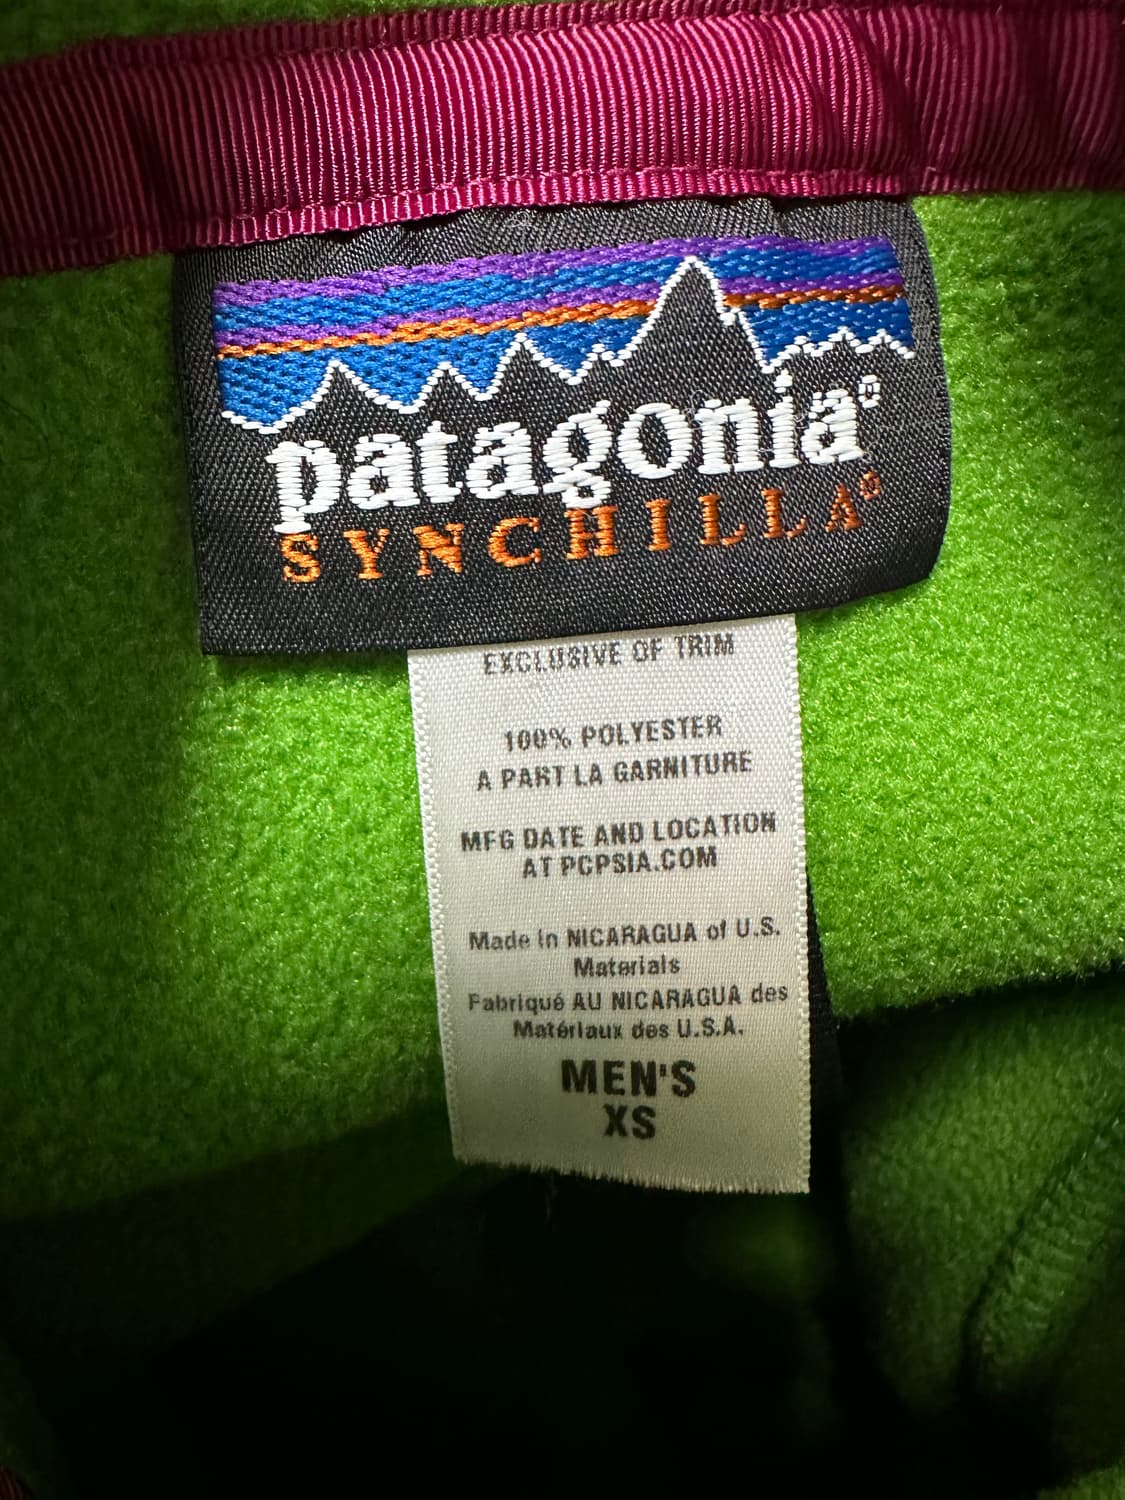 patagonia®
SYNCHILLA®
EXCLUSIVE OF TRIM
100% POLYESTER
A PART LA GARNITURE
MFG DATE AND LOCATION
AT PCPSIA.COM
Made in NICARAGUA of U.S.
Materials
Fabriqué AU NICARAGUA des
Matériaux des U.S.A.
MEN'S
XS